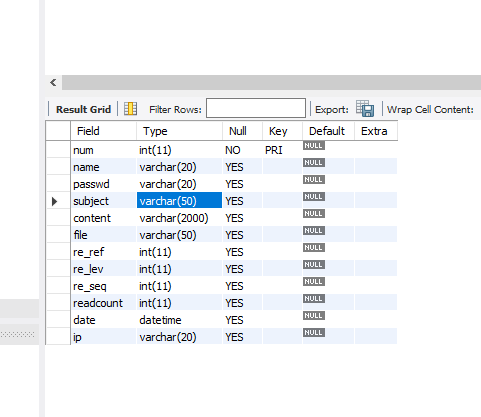 Result Grid Filter Rows: Export: Wrap Cell Content:
Field Type Null Key Default Extra
num int(11) NO PRI NULL
name varchar(20) YES NULL
passwd varchar(20) YES NULL
subject varchar(50) YES NULL
content varchar(2000) YES NULL
file varchar(50) YES NULL
re_ref int(11) YES NULL
re_lev int(11) YES NULL
re_seq int(11) YES NULL
readcount int(11) YES NULL
date datetime YES NULL
ip varchar(20) YES NULL